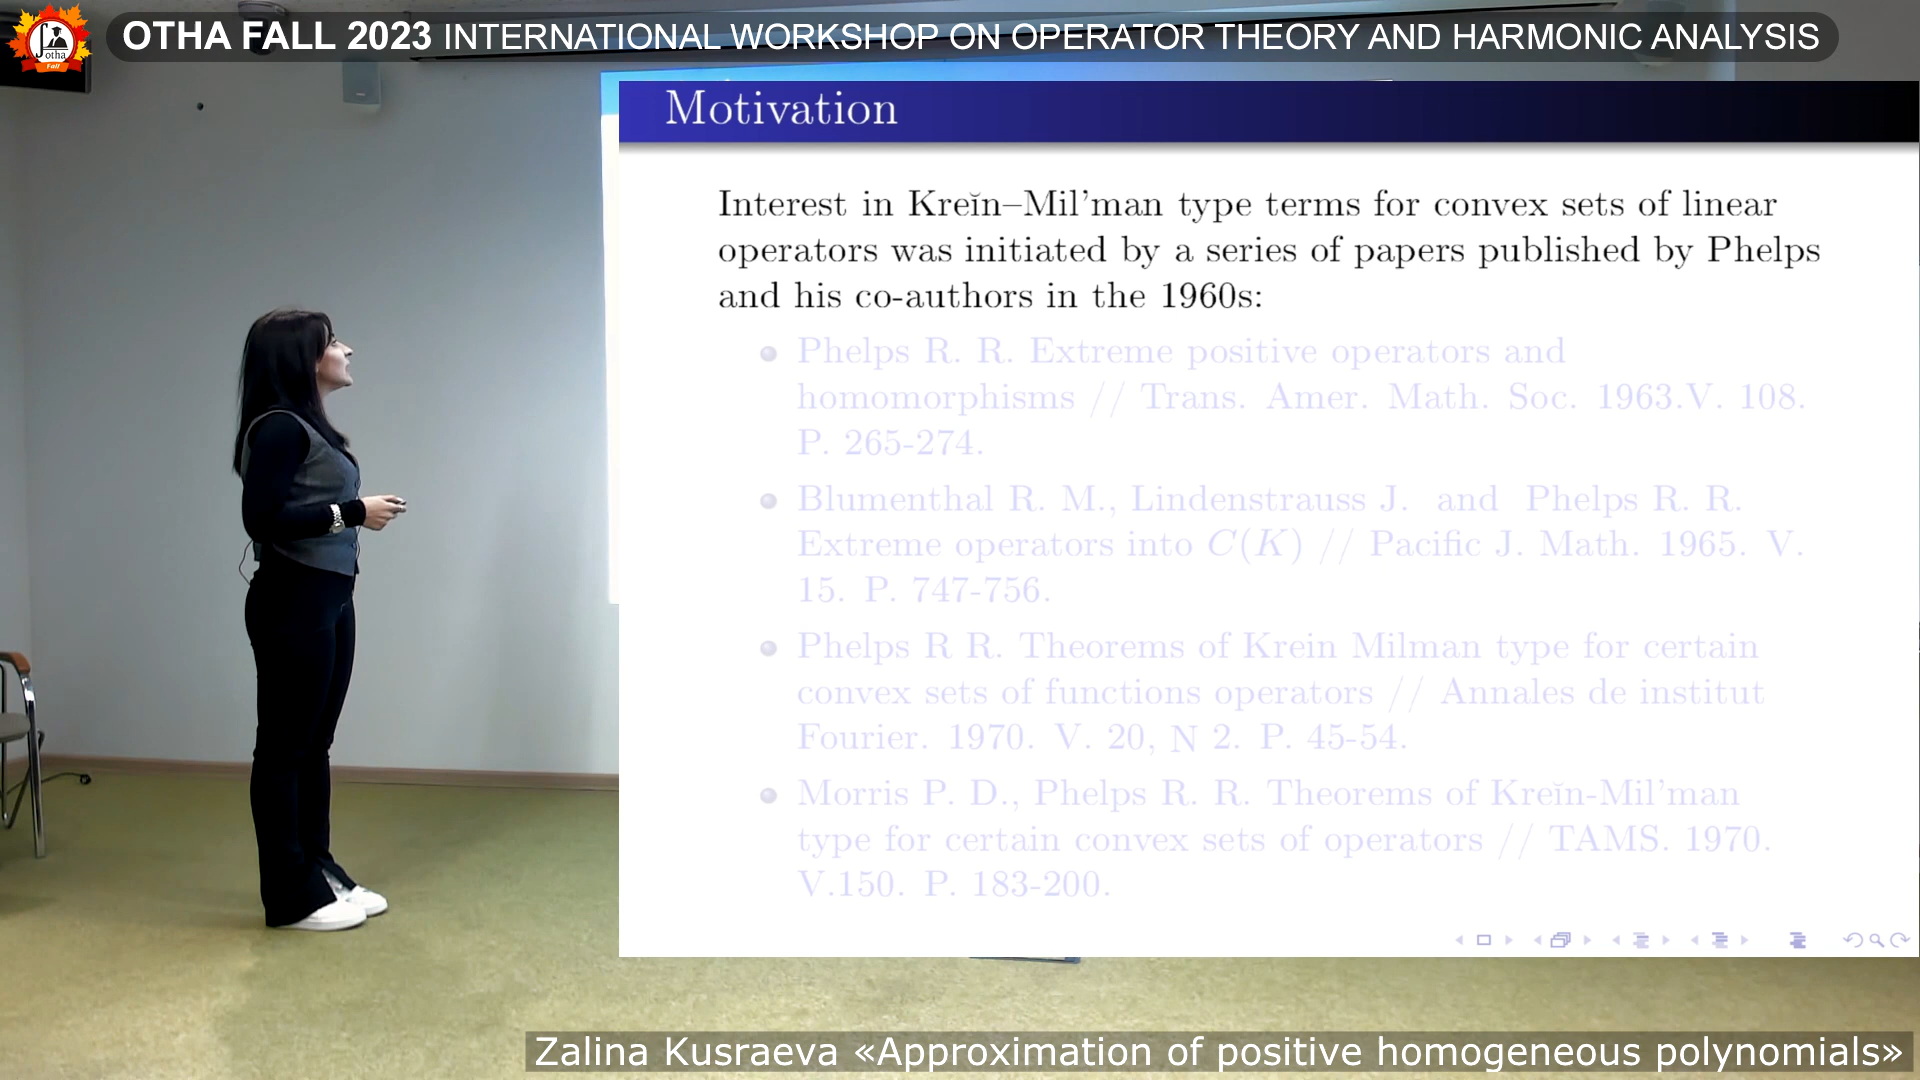 OTHA FALL 2023 INTERNATIONAL WORKSHOP ON OPERATOR THEORY AND HARMONIC ANALYSIS
otha
Fall
Motivation
Interest in Kreĭn–Mil'man type terms for convex sets of linear
operators was initiated by a series of papers published by Phelps
and his co-authors in the 1960s:
Phelps R. R. Extreme positive operators and
homomorphisms // Trans. Amer. Math. Soc. 1963.V. 108.
P. 265-274.
Blumenthal R. M., Lindenstrauss J. and Phelps R. R.
Extreme operators into C(K) // Pacific J. Math. 1965. V.
15. P. 747-756.
Phelps R R. Theorems of Krein Milman type for certain
convex sets of functions operators // Annales de institut
Fourier. 1970. V. 20, N 2. P. 45-54.
Morris P. D., Phelps R. R. Theorems of Kreĭn-Mil'man
type for certain convex sets of operators // TAMS. 1970.
V.150. P. 183-200.
Zalina Kusraeva «Approximation of positive homogeneous polynomials»